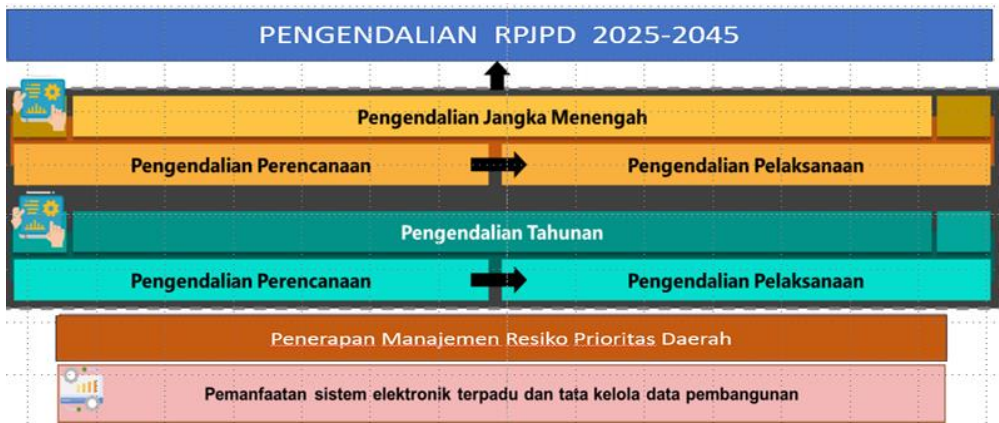 PENGENDALIAN RPJPD 2025-2045
Pengendalian Jangka Menengah
Pengendalian Perencanaan
Pengendalian Pelaksanaan
Pengendalian Tahunan
Pengendalian Perencanaan
Pengendalian Pelaksanaan
Penerapan Manajemen Resiko Prioritas Daerah
Pemanfaatan sistem elektronik terpadu dan tata kelola data pembangunan